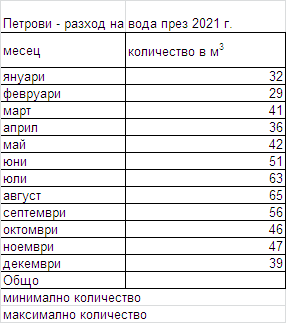 Петрови - разход на вода през 2021 г.
месец количество в м³
януари 32
февруари 29
март 41
април 36
май 42
юни 51
юли 63
август 65
септември 56
октомври 46
ноември 47
декември 39
Общо
минимално количество
максимално количество